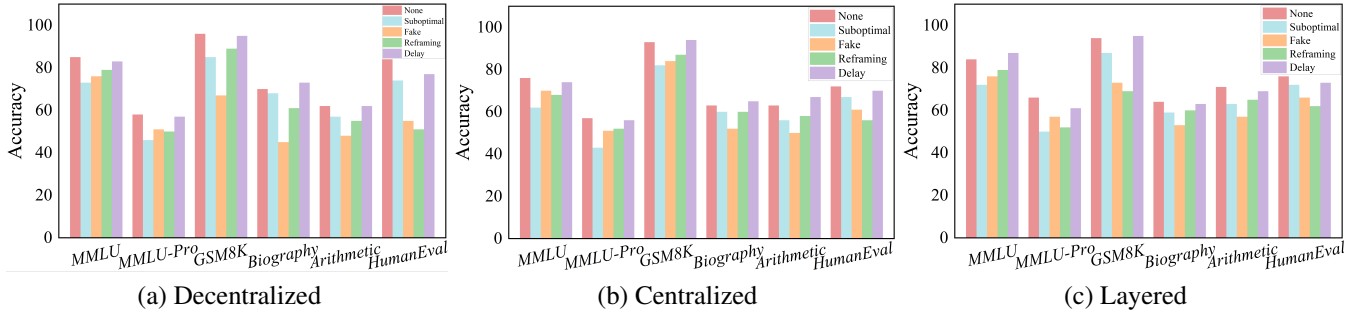 Accuracy
100
80
60
40
20
0
None
Suboptimal
Fake
Reframing
Delay
MMLU
MMLU-Pro
GSM8K
Biography
Arithmetic
HumanEval
(a) Decentralized
Accuracy
100
80
60
40
20
0
None
Suboptimal
Fake
Reframing
Delay
MMLU
MMLU-Pro
GSM8K
Biography
Arithmetic
HumanEval
(b) Centralized
Accuracy
100
80
60
40
20
0
None
Suboptimal
Fake
Reframing
Delay
MMLU
MMLU-Pro
GSM8K
Biography
Arithmetic
HumanEval
(c) Layered